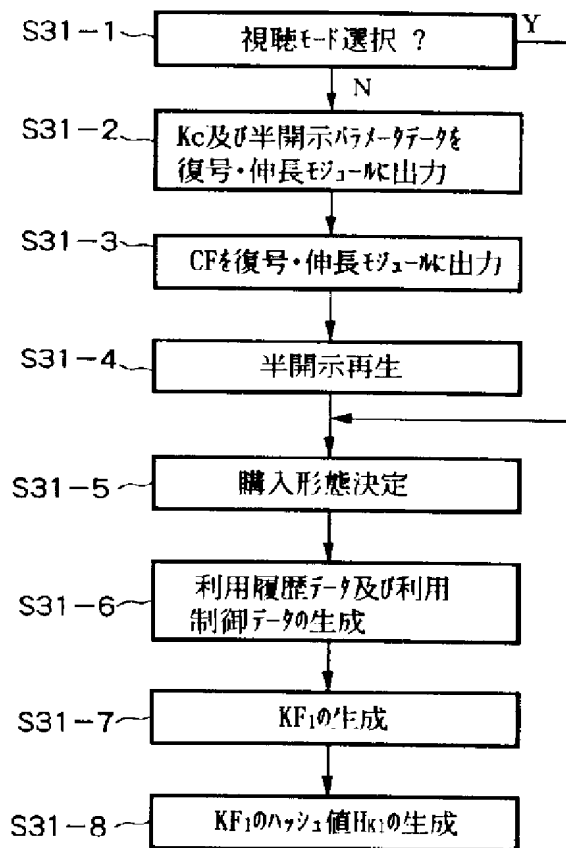 S31-1
視聴モード選択 ?
Y
N
S31-2
Kc及び半開示パラメータデータを
復号・伸長モジュールに出力
S31-3
CFを復号・伸長モジュールに出力
S31-4
半開示再生
S31-5
購入形態決定
S31-6
利用履歴データ及び利用
制御データの生成
S31-7
KF₁の生成
S31-8
KF₁のハッシュ値Hκ₁の生成